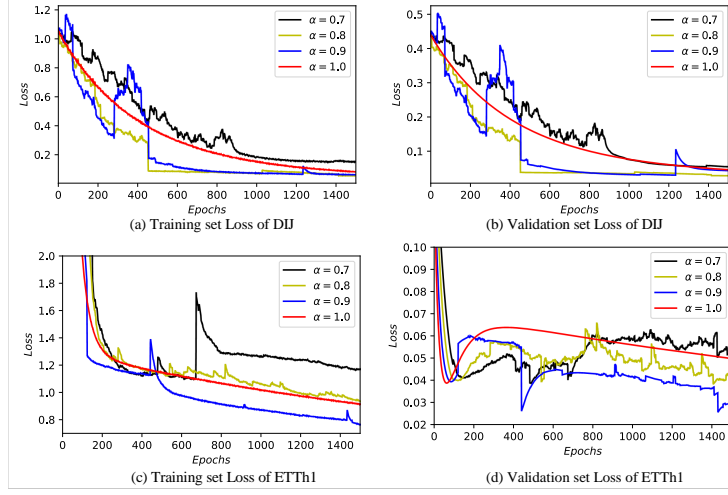 1.2
1.0
0.8
0.6
0.4
0.2
Loss
0 200 400 600 800 1000 1200 1400
Epochs
α = 0.7
α = 0.8
α = 0.9
α = 1.0
(a) Training set Loss of DIJ
0.5
0.4
0.3
0.2
0.1
Loss
0 200 400 600 800 1000 1200 1400
Epochs
α = 0.7
α = 0.8
α = 0.9
α = 1.0
(b) Validation set Loss of DIJ
2.0
1.8
1.6
1.4
1.2
1.0
0.8
Loss
0 200 400 600 800 1000 1200 1400
Epochs
α = 0.7
α = 0.8
α = 0.9
α = 1.0
(c) Training set Loss of ETTh1
0.10
0.09
0.08
0.07
0.06
0.05
0.04
0.03
0.02
Loss
0 200 400 600 800 1000 1200 1400
Epochs
α = 0.7
α = 0.8
α = 0.9
α = 1.0
(d) Validation set Loss of ETTh1